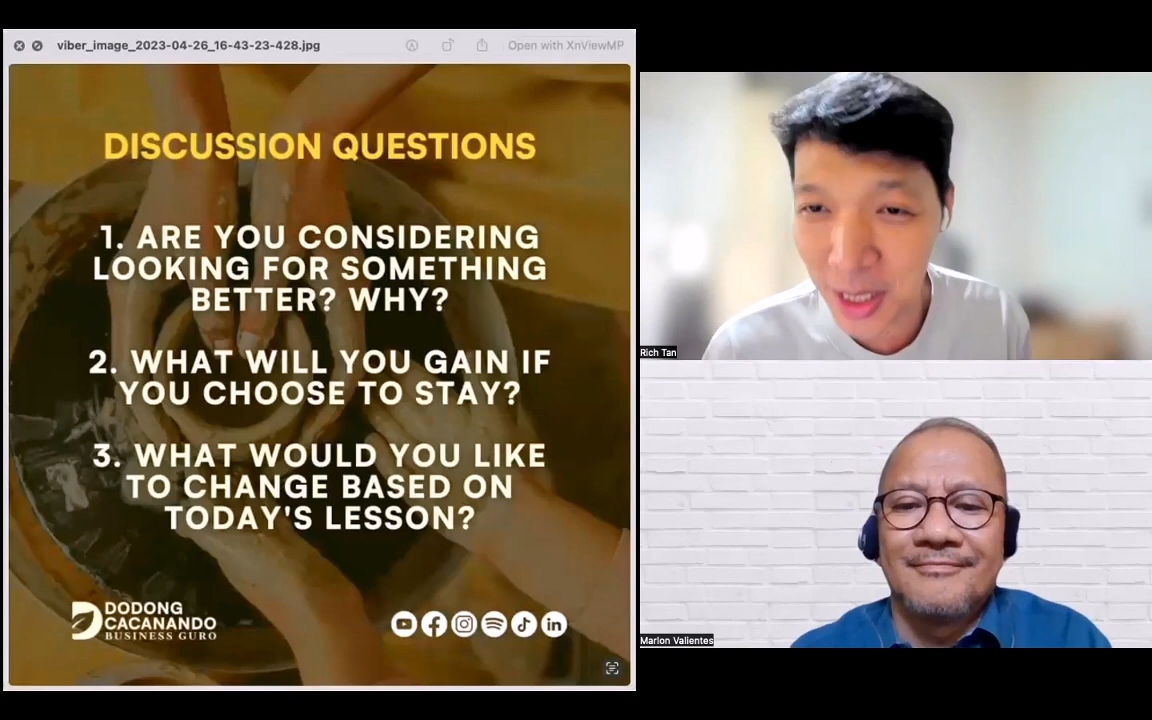 viber_image_2023-04-26_16-43-23-428.jpg
Open with XnViewMP
DISCUSSION QUESTIONS
1. ARE YOU CONSIDERING
LOOKING FOR SOMETHING
BETTER? WHY?
2. WHAT WILL YOU GAIN IF
YOU CHOOSE TO STAY?
3. WHAT WOULD YOU LIKE
TO CHANGE BASED ON
TODAY'S LESSON?
DODONG
CACANANDO
BUSINESS GURO
in
Rich Tan
Marlon Valientes